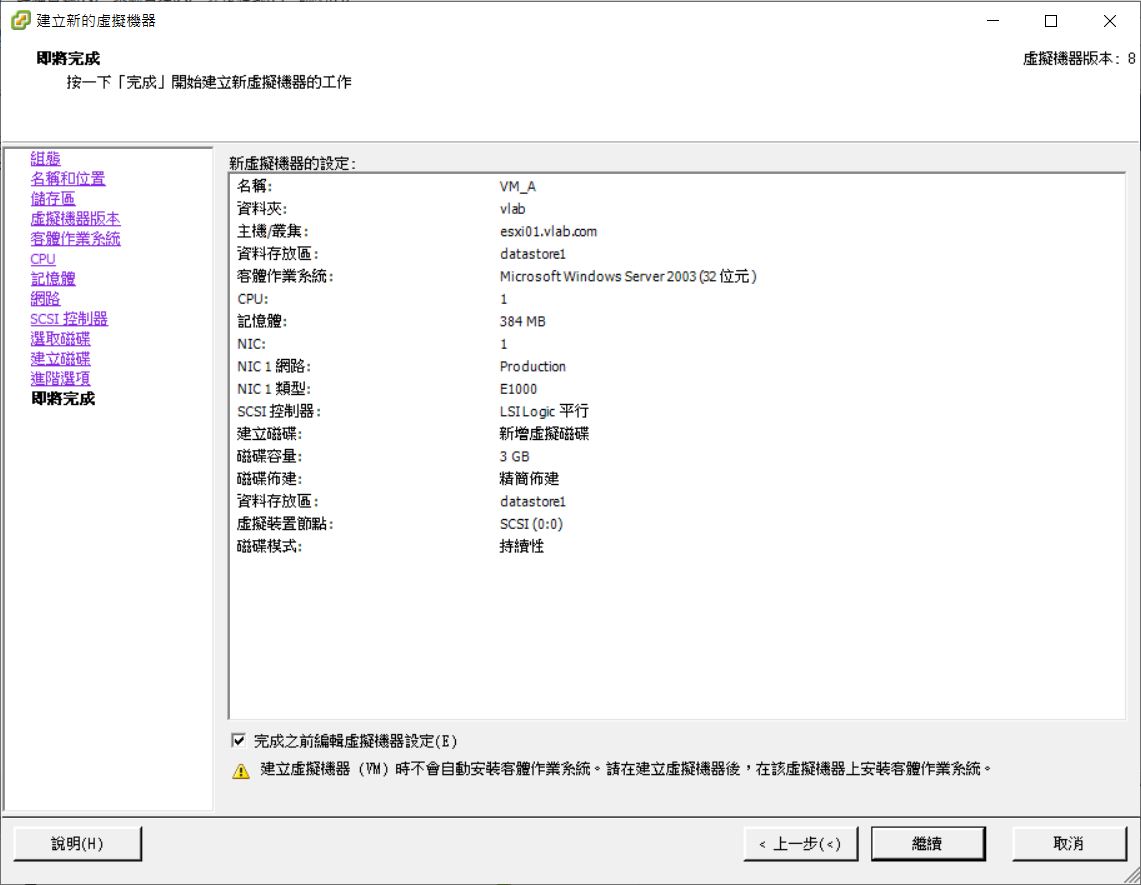 建立新的虛擬機器
即將完成
虛擬機器版本: 8
按一下「完成」開始建立新虛擬機器的工作
組態
名稱和位置
儲存區
虛擬機器版本
客體作業系統
CPU
記憶體
網路
SCSI 控制器
選取磁碟
建立磁碟
進階選項
即將完成
新虛擬機器的設定:
名稱: VM_A
資料夾: vlab
主機/叢集: esxi01.vlab.com
資料存放區: datastore1
客體作業系統: Microsoft Windows Server 2003 (32 位元)
CPU: 1
記憶體: 384 MB
NIC: 1
NIC 1 網路: Production
NIC 1 類型: E1000
SCSI 控制器: LSI Logic 平行
建立磁碟: 新增虛擬磁碟
磁碟容量: 3 GB
磁碟佈建: 精簡佈建
資料存放區: datastore1
虛擬裝置節點: SCSI (0:0)
磁碟模式: 持續性
完成之前編輯虛擬機器設定(E)
建立虛擬機器 (VM) 時不會自動安裝客體作業系統。請在建立虛擬機器後，在該虛擬機器上安裝客體作業系統。
說明(H)
< 上一步(<)
繼續
取消